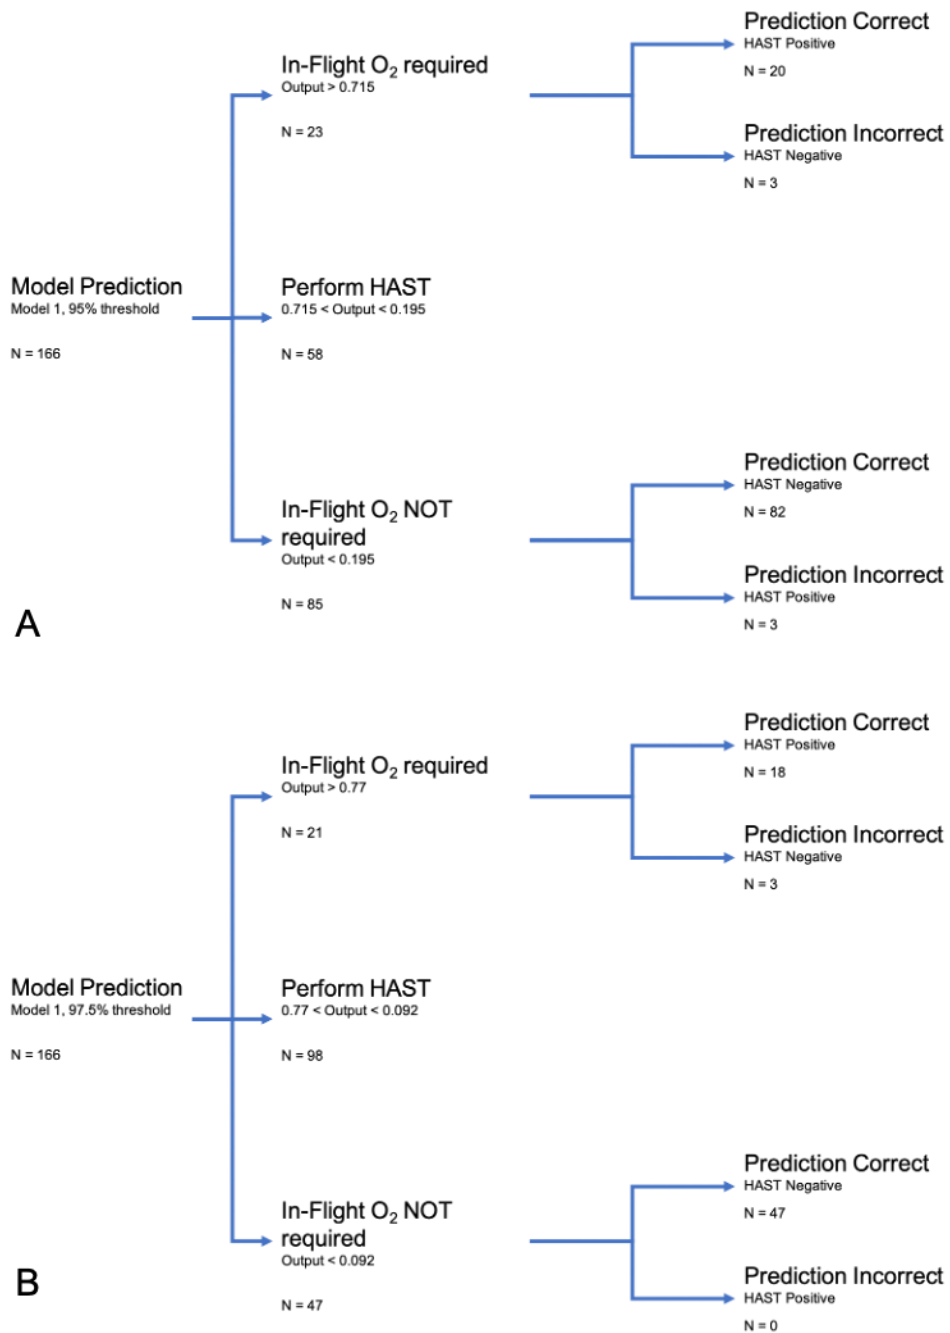 Prediction Correct
HAST Positive
N = 20
In-Flight O₂ required
Output > 0.715
N = 23
Prediction Incorrect
HAST Negative
N = 3
Model Prediction
Model 1, 95% threshold
N = 166
Perform HAST
0.715 < Output < 0.195
N = 58
Prediction Correct
HAST Negative
N = 82
In-Flight O₂ NOT
required
Output < 0.195
N = 85
Prediction Incorrect
HAST Positive
N = 3
A
Prediction Correct
HAST Positive
N = 18
In-Flight O₂ required
Output > 0.77
N = 21
Prediction Incorrect
HAST Negative
N = 3
Model Prediction
Model 1, 97.5% threshold
N = 166
Perform HAST
0.77 < Output < 0.092
N = 98
Prediction Correct
HAST Negative
N = 47
In-Flight O₂ NOT
required
Output < 0.092
N = 47
Prediction Incorrect
HAST Positive
N = 0
B